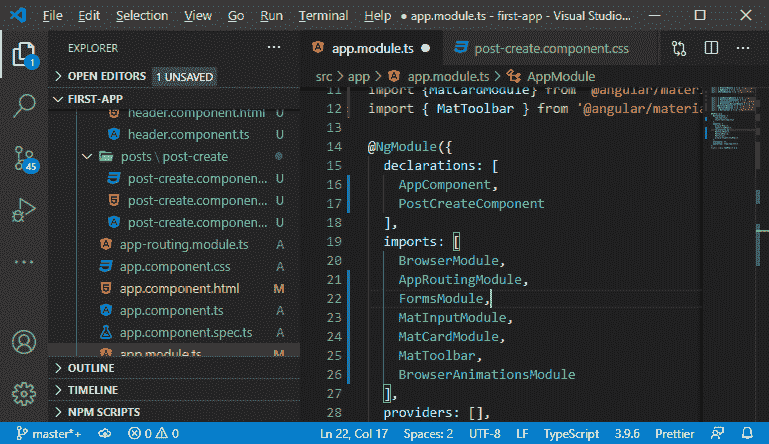 File Edit Selection View Go Run Terminal Help ● app.module.ts - first-app - Visual Studio...
EXPLORER ...
OPEN EDITORS 1 UNSAVED
FIRST-APP
header.component.html U
header.component.ts U
posts \ post-create
post-create.componen... U
post-create.componen... U
post-create.componen... U
app-routing.module.ts A
app.component.css A
app.component.html M
app.component.ts A
app.component.spec.ts A
app.module.ts M
OUTLINE
TIMELINE
NPM SCRIPTS
1
45
app.module.ts ● post-create.component.css ...
src > app > app.module.ts > AppModule
11 import {MatCardModule} from '@angular/materia
12 import { MatToolbar } from '@angular/materia
13
14 @NgModule({
15 declarations: [
16 AppComponent,
17 PostCreateComponent
18 ],
19 imports: [
20 BrowserModule,
21 AppRoutingModule,
22 FormsModule,
23 MatInputModule,
24 MatCardModule,
25 MatToolbar,
26 BrowserAnimationsModule
27 ],
28 providers: [],
master*+ 0 0 Ln 22, Col 17 Spaces: 2 UTF-8 LF TypeScript 3.9.6 Prettier